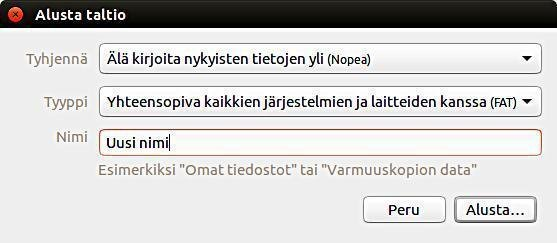 Alusta taltio
Tyhjennä Älä kirjoita nykyisten tietojen yli (Nopea)
Tyyppi Yhteensopiva kaikkien järjestelmien ja laitteiden kanssa (FAT)
Nimi Uusi nimi
Esimerkiksi "Omat tiedostot" tai "Varmuuskopion data"
Peru Alusta...